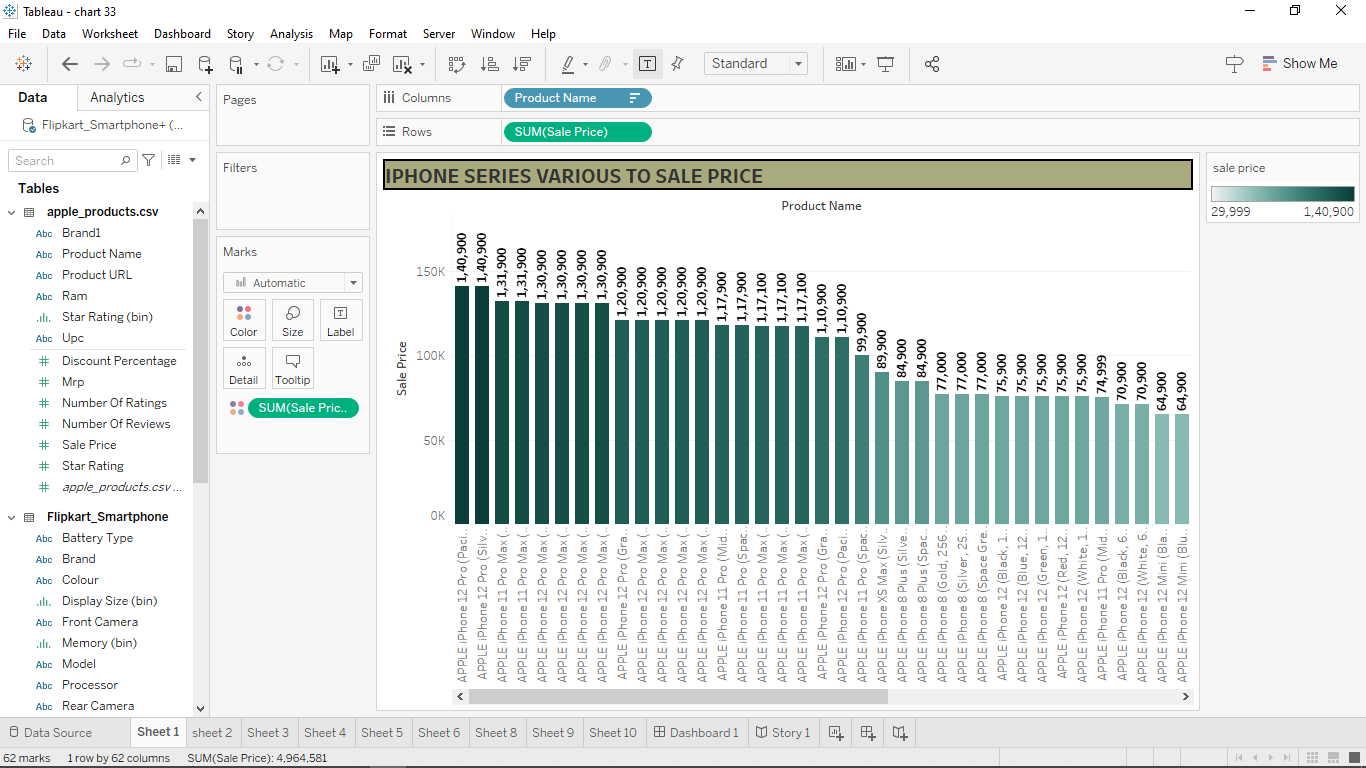 Tableau - chart 33
File Data Worksheet Dashboard Story Analysis Map Format Server Window Help
Standard
Show Me
Data Analytics
Flipkart_Smartphone+ (...
Search
Tables
apple_products.csv
Abc Brand1
Abc Product Name
Abc Product URL
Abc Ram
Star Rating (bin)
Abc Upc
# Discount Percentage
# Mrp
# Number Of Ratings
# Number Of Reviews
# Sale Price
# Star Rating
# apple_products.csv ...
Flipkart_Smartphone
Abc Battery Type
Abc Brand
Abc Colour
Display Size (bin)
Abc Front Camera
Memory (bin)
Abc Model
Abc Processor
Abc Rear Camera
Pages
Filters
Marks
Automatic
Color Size Label
Detail Tooltip
SUM(Sale Pric..
Columns Product Name
Rows SUM(Sale Price)
IPHONE SERIES VARIOUS TO SALE PRICE
Product Name
Sale Price
150K
100K
50K
0K
1,40,900
1,40,900
1,31,900
1,31,900
1,30,900
1,30,900
1,30,900
1,30,900
1,20,900
1,20,900
1,20,900
1,20,900
1,20,900
1,17,900
1,17,900
1,17,100
1,17,100
1,17,100
1,10,900
1,10,900
99,900
89,900
84,900
84,900
77,000
77,000
77,000
75,900
75,900
75,900
75,900
75,900
74,999
70,900
70,900
64,900
64,900
APPLE iPhone 12 Pro (Paci..
APPLE iPhone 12 Pro (Silv..
APPLE iPhone 11 Pro Max (..
APPLE iPhone 11 Pro Max (..
APPLE iPhone 12 Pro Max (..
APPLE iPhone 12 Pro Max (..
APPLE iPhone 12 Pro Max (..
APPLE iPhone 12 Pro Max (..
APPLE iPhone 12 Pro (Gra..
APPLE iPhone 12 Pro Max (..
APPLE iPhone 12 Pro Max (..
APPLE iPhone 12 Pro Max (..
APPLE iPhone 12 Pro Max (..
APPLE iPhone 11 Pro (Mid..
APPLE iPhone 11 Pro (Spac..
APPLE iPhone 11 Pro Max (..
APPLE iPhone 11 Pro Max (..
APPLE iPhone 11 Pro Max (..
APPLE iPhone 12 Pro (Gra..
APPLE iPhone 12 Pro (Paci..
APPLE iPhone 11 Pro (Spac..
APPLE iPhone XS Max (Silv..
APPLE iPhone 8 Plus (Silve..
APPLE iPhone 8 Plus (Spac..
APPLE iPhone 8 (Gold, 256..
APPLE iPhone 8 (Silver, 25..
APPLE iPhone 8 (Space Gre..
APPLE iPhone 12 (Black, 1..
APPLE iPhone 12 (Blue, 12..
APPLE iPhone 12 (Green, 1..
APPLE iPhone 12 (Red, 12..
APPLE iPhone 12 (White, 1..
APPLE iPhone 11 Pro (Mid..
APPLE iPhone 12 (Black, 6..
APPLE iPhone 12 (White, 6..
APPLE iPhone 12 Mini (Bla..
APPLE iPhone 12 Mini (Blu..
sale price
29,999 1,40,900
Data Source Sheet 1 sheet 2 Sheet 3 Sheet 4 Sheet 5 Sheet 6 Sheet 8 Sheet 9 Sheet 10 Dashboard 1 Story 1
62 marks 1 row by 62 columns SUM(Sale Price): 4,964,581